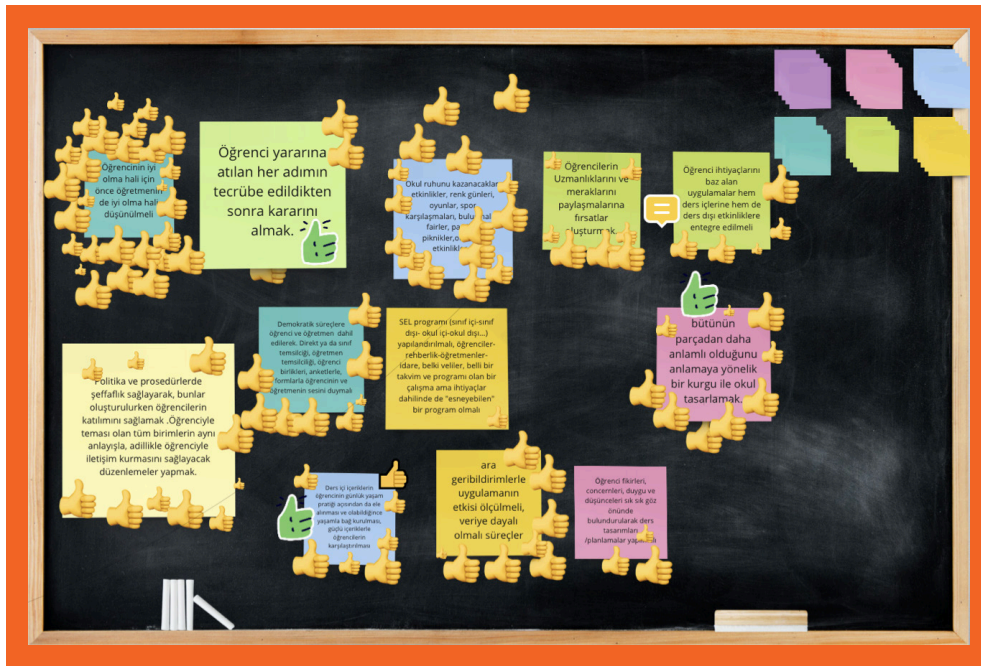 Öğrencinin iyi
olma hali için
önce öğretmenin
de iyi olma hali
düşünülmeli
Öğrenci yararına
atılan her adımın
tecrübe edildikten
sonra kararını
almak.
Okul ruhunu kazanacakları
etkinlikler, renk günleri,
oyunlar, spor
karşılaşmaları,
fairler,
piknikler,
Öğrencilerin
Uzmanlıklarını ve
meraklarını
paylaşmalarına
fırsatlar
oluşturmak.
Öğrenci ihtiyaçlarını
baz alan
uygulamalar hem
ders içlerine hem de
ders dışı etkinliklere
entegre edilmeli
Politika ve prosedürlerde
şeffaflık sağlayarak, bunlar
oluşturulurken öğrencilerin
katılımını sağlamak .Öğrenciyle
teması olan tüm birimlerin aynı
anlayışla, adillikle öğrenciyle
iletişim kurmasını sağlayacak
düzenlemeler yapmak.
Demokratik süreçlere
öğrenci ve öğretmen dahil
edilerek. Direkt ya da sınıf
temsilciği, öğretmen
temsilciliği, öğrenci
birlikleri, anketlerle,
formlarla öğrencinin ve
öğretmenin sesini duymak
SEL programı (sınıf içi-sınıf
dışı- okul içi-okul dışı...)
yapılandırılmalı, öğrenciler-
rehberlik-öğretmenler-
idare, belki veliler, belli bir
takvim ve programı olan bir
çalışma ama ihtiyaçlar
dahilinde de "esneyebilen"
bir program olmalı
bütünün
parçadan daha
anlamlı olduğunu
anlamaya yönelik
bir kurgu ile okul
tasarlamak.
Ders içi içeriklerin
öğrencinin günlük yaşam
pratiği açısından da ele
alınması ve olabildiğince
yaşamla bağ kurulması,
güçlü içeriklerle
öğrencilerin
karşılaştırılması
ara
geribildirimlerle
uygulamanın
etkisi ölçülmeli,
veriye dayalı
olmalı süreçler
Öğrenci fikirleri,
concernleri, duygu ve
düşünceleri sık sık göz
önünde
bulundurularak ders
tasarımları
/planlamalar